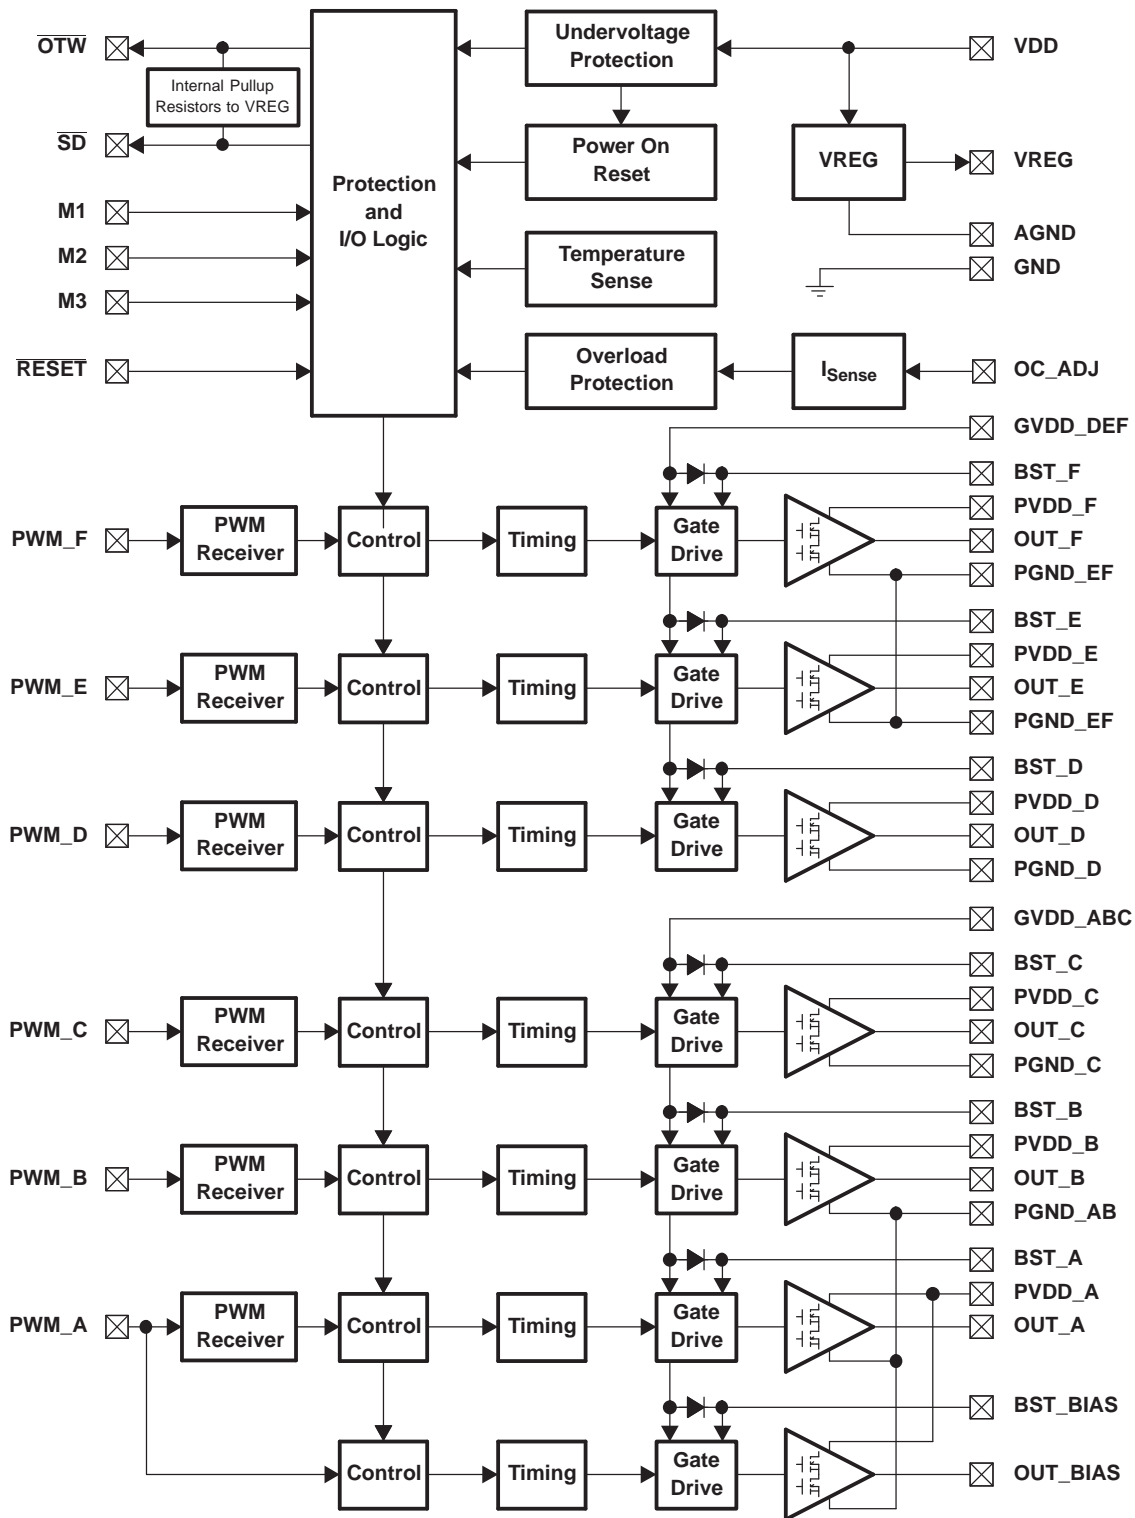 OTW
Internal Pullup
Resistors to VREG
SD
M1
M2
M3
RESET
Protection
and
I/O Logic
Undervoltage
Protection
Power On
Reset
Temperature
Sense
Overload
Protection
VREG
ISense
VDD
VREG
AGND
GND
OC_ADJ
GVDD_DEF
BST_F
PVDD_F
PWM_F
PWM
Receiver
Control
Timing
Gate
Drive
OUT_F
PGND_EF
BST_E
PVDD_E
PWM_E
PWM
Receiver
Control
Timing
Gate
Drive
OUT_E
PGND_EF
BST_D
PVDD_D
PWM_D
PWM
Receiver
Control
Timing
Gate
Drive
OUT_D
PGND_D
GVDD_ABC
BST_C
PVDD_C
PWM_C
PWM
Receiver
Control
Timing
Gate
Drive
OUT_C
PGND_C
BST_B
PVDD_B
PWM_B
PWM
Receiver
Control
Timing
Gate
Drive
OUT_B
PGND_AB
BST_A
PVDD_A
PWM_A
PWM
Receiver
Control
Timing
Gate
Drive
OUT_A
BST_BIAS
Control
Timing
Gate
Drive
OUT_BIAS